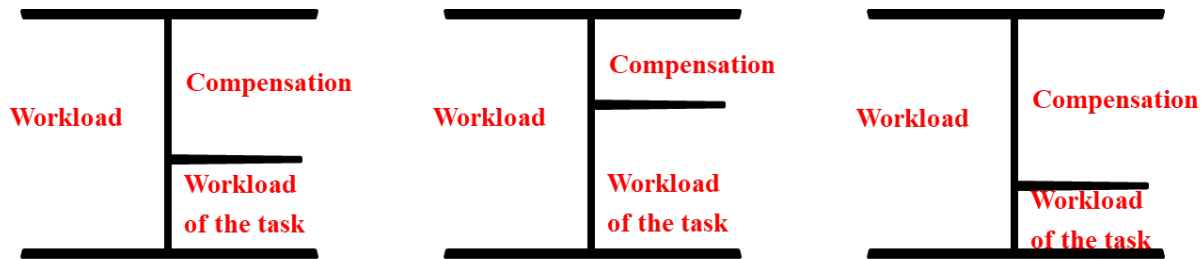 Compensation
Workload
Workload
of the task
Compensation
Workload
Workload
of the task
Compensation
Workload
Workload
of the task